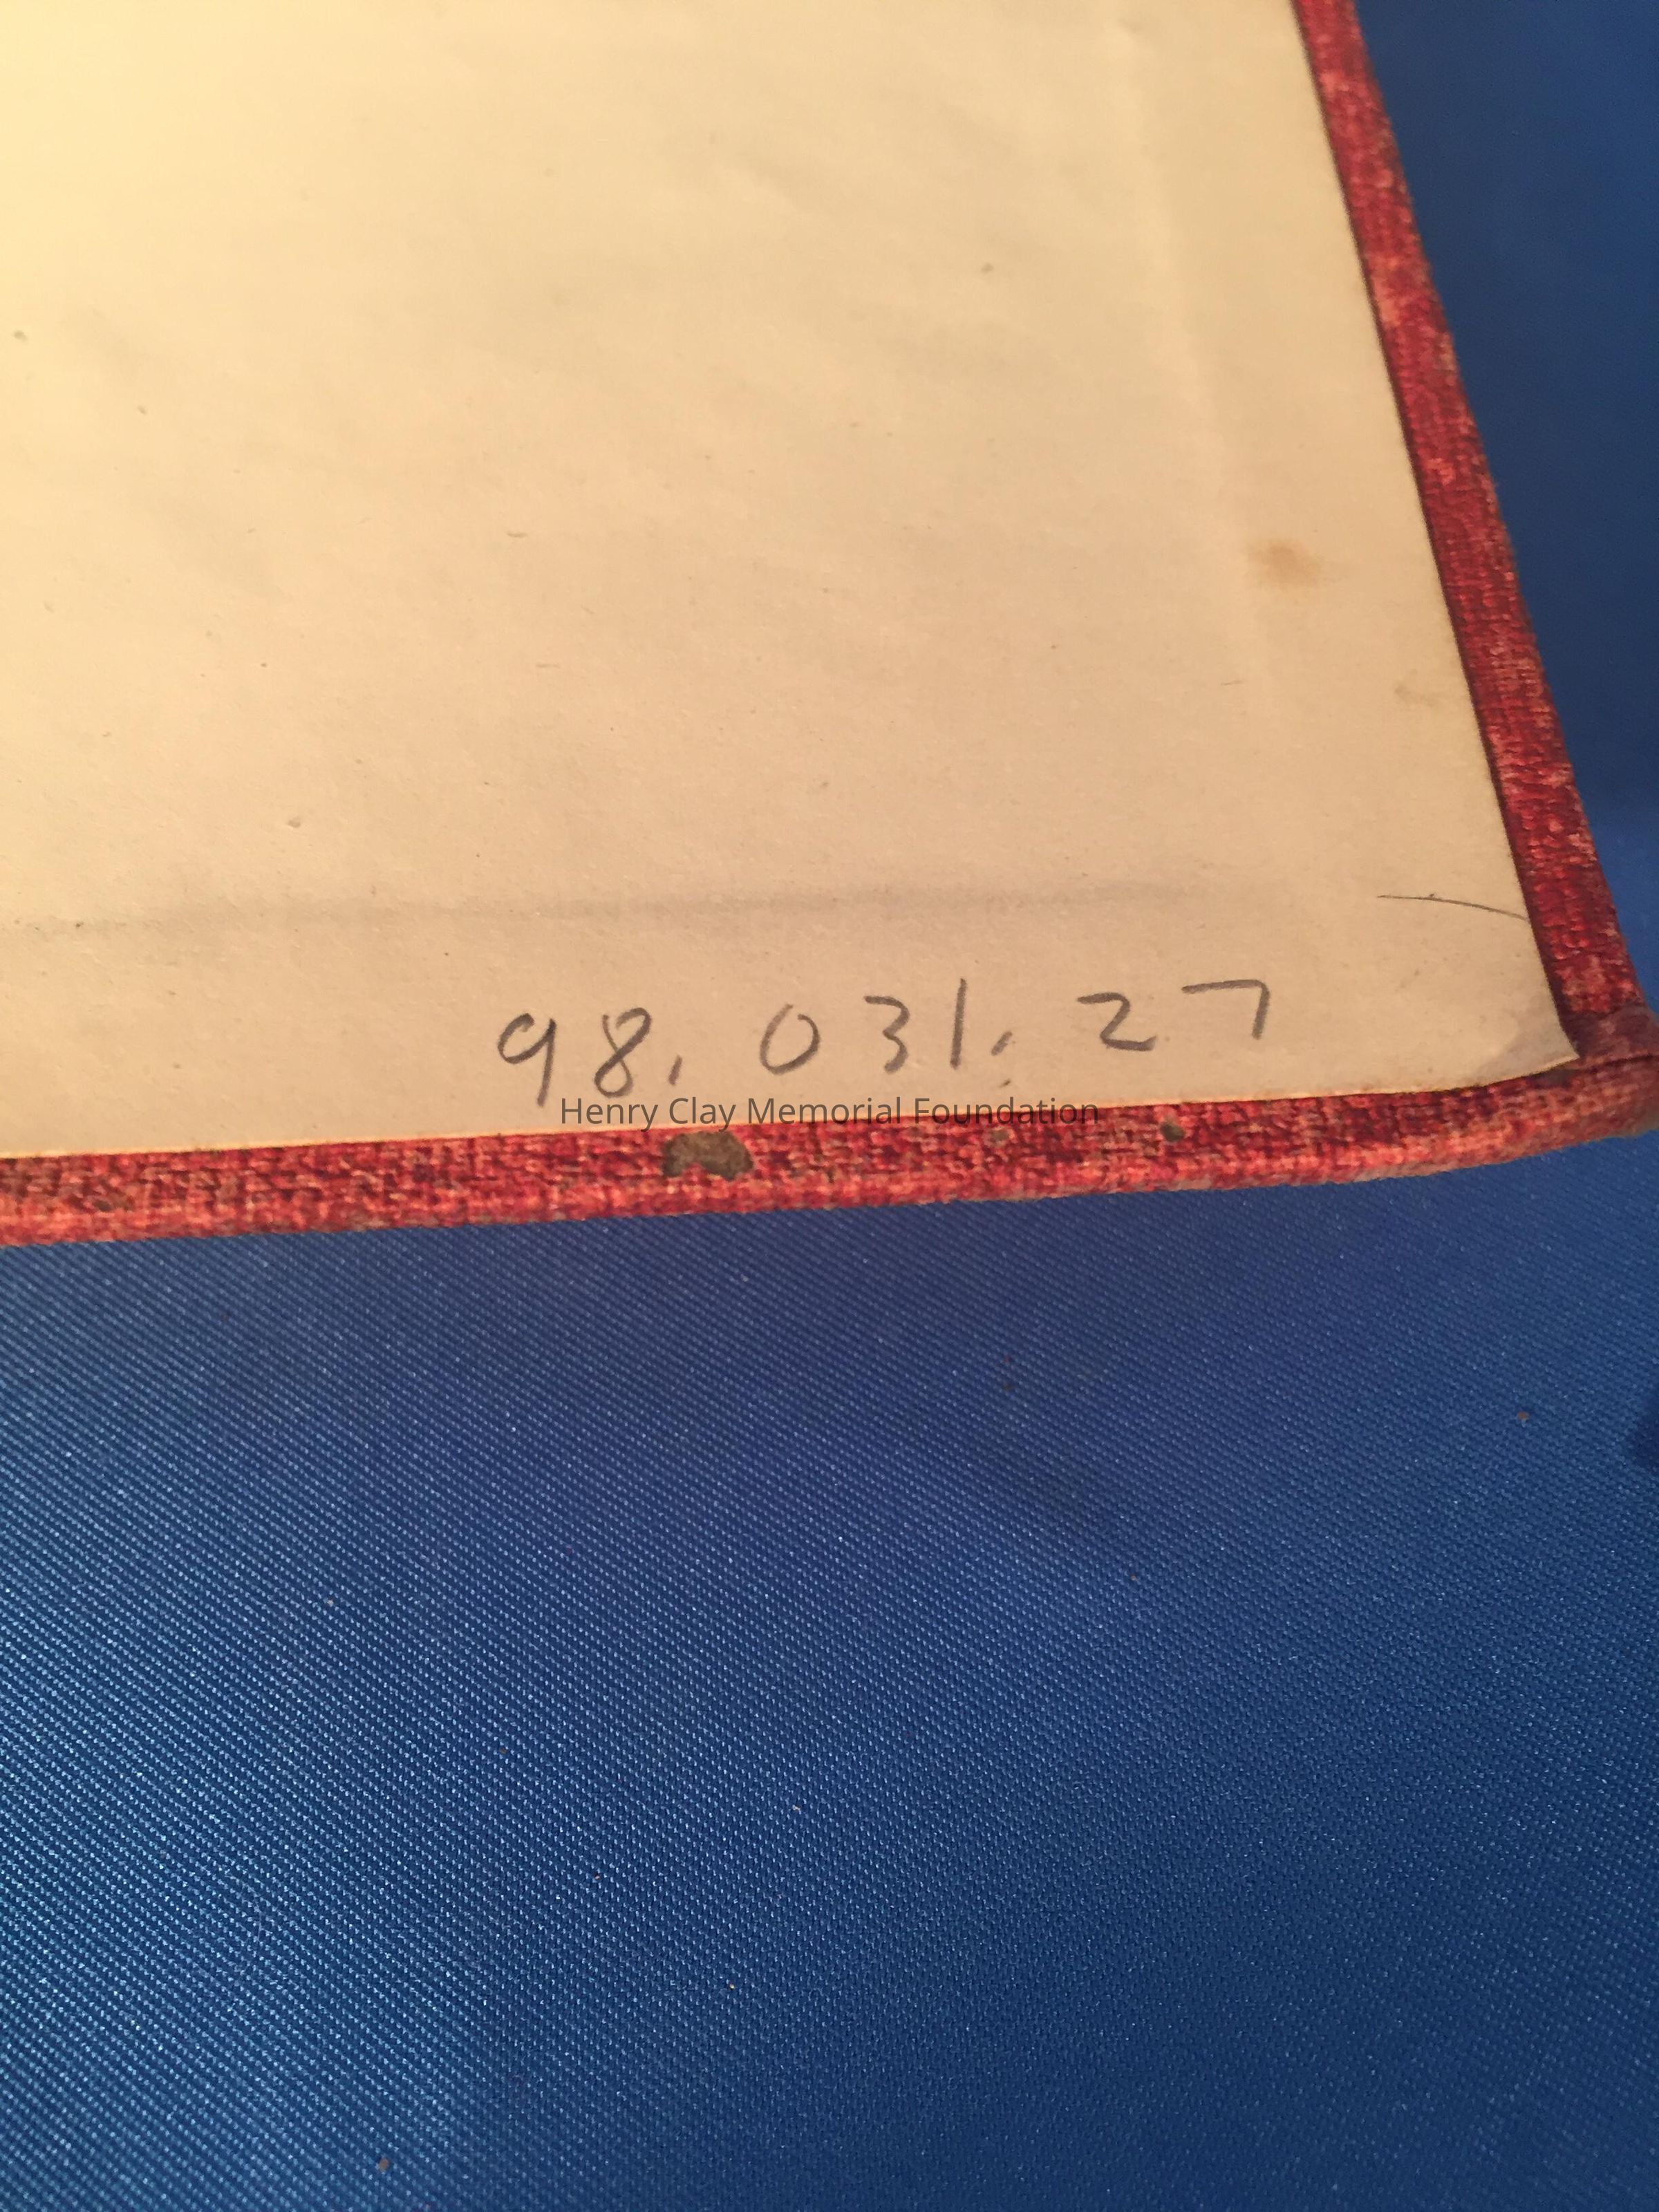 98.031.27
Henry Clay Memorial Foundation